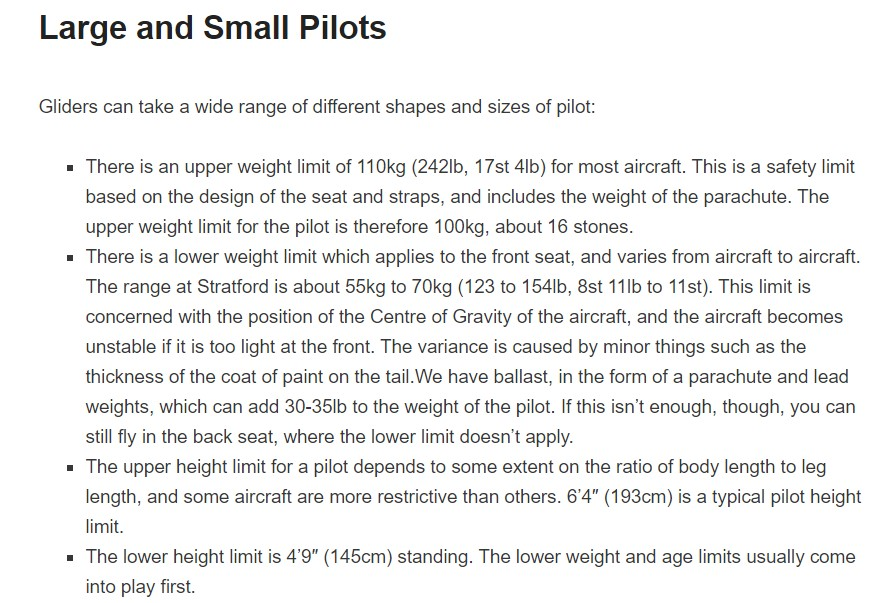 Large and Small Pilots
Gliders can take a wide range of different shapes and sizes of pilot:
▪ There is an upper weight limit of 110kg (242lb, 17st 4lb) for most aircraft. This is a safety limit
based on the design of the seat and straps, and includes the weight of the parachute. The
upper weight limit for the pilot is therefore 100kg, about 16 stones.
▪ There is a lower weight limit which applies to the front seat, and varies from aircraft to aircraft.
The range at Stratford is about 55kg to 70kg (123 to 154lb, 8st 11lb to 11st). This limit is
concerned with the position of the Centre of Gravity of the aircraft, and the aircraft becomes
unstable if it is too light at the front. The variance is caused by minor things such as the
thickness of the coat of paint on the tail.We have ballast, in the form of a parachute and lead
weights, which can add 30-35lb to the weight of the pilot. If this isn’t enough, though, you can
still fly in the back seat, where the lower limit doesn’t apply.
▪ The upper height limit for a pilot depends to some extent on the ratio of body length to leg
length, and some aircraft are more restrictive than others. 6’4″ (193cm) is a typical pilot height
limit.
▪ The lower height limit is 4’9″ (145cm) standing. The lower weight and age limits usually come
into play first.